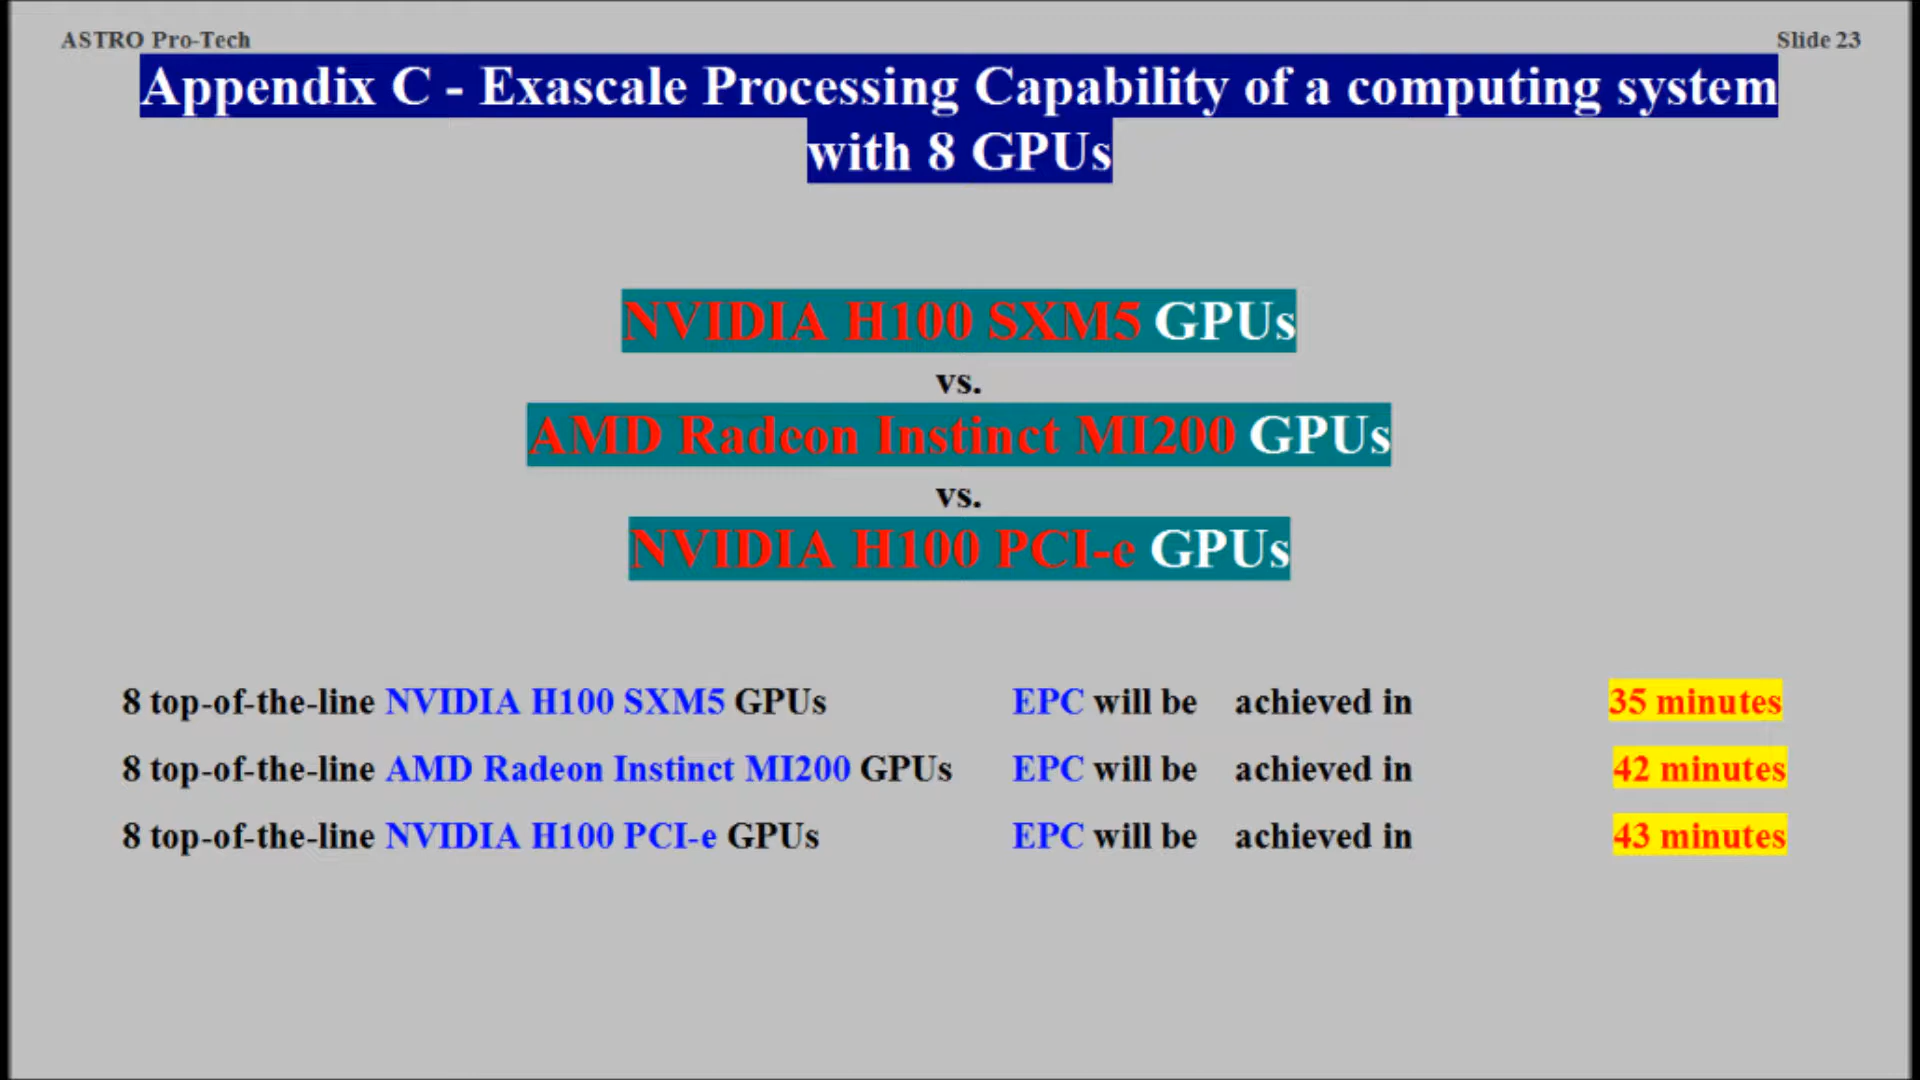 ASTRO Pro-Tech
Slide 23
Appendix C - Exascale Processing Capability of a computing system
with 8 GPUs
NVIDIA H100 SXM5 GPUs
vs.
AMD Radeon Instinct MI200 GPUs
vs.
NVIDIA H100 PCI-e GPUs
8 top-of-the-line NVIDIA H100 SXM5 GPUs EPC will be achieved in 35 minutes
8 top-of-the-line AMD Radeon Instinct MI200 GPUs EPC will be achieved in 42 minutes
8 top-of-the-line NVIDIA H100 PCI-e GPUs EPC will be achieved in 43 minutes